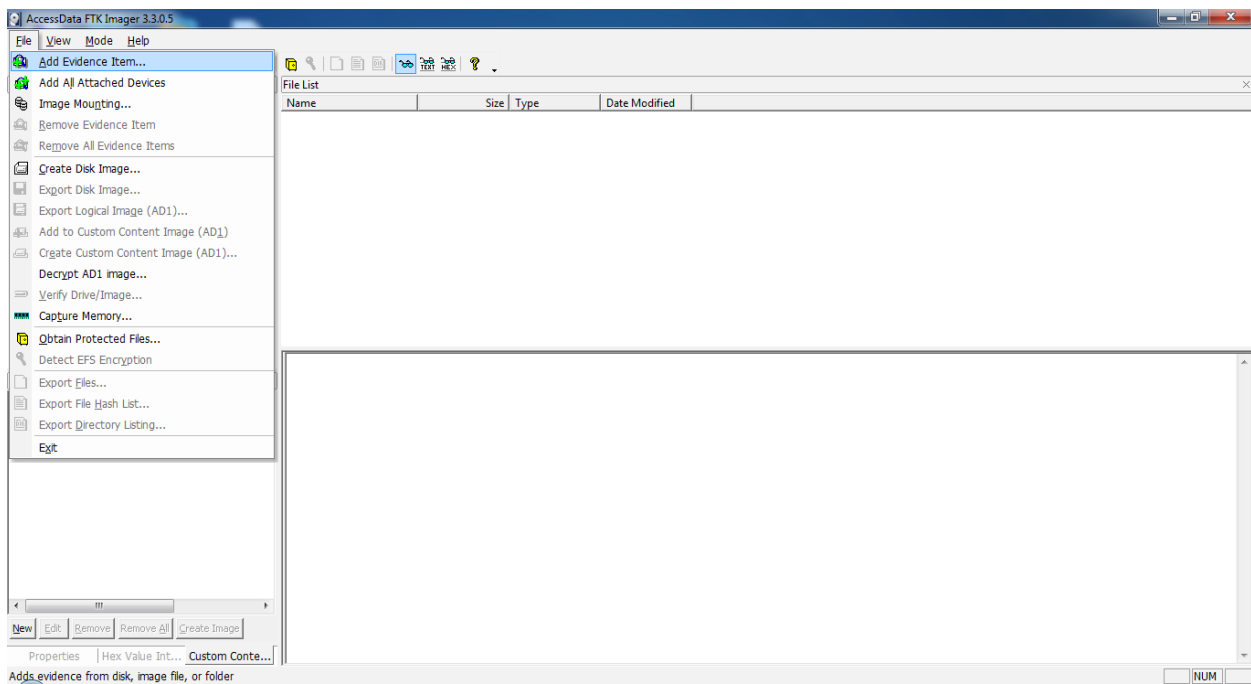 AccessData FTK Imager 3.3.0.5
File View Mode Help
Add Evidence Item...
Add All Attached Devices
Image Mounting...
Remove Evidence Item
Remove All Evidence Items
Create Disk Image...
Export Disk Image...
Export Logical Image (AD1)...
Add to Custom Content Image (AD1)
Create Custom Content Image (AD1)...
Decrypt AD1 image...
Verify Drive/Image...
Capture Memory...
Obtain Protected Files...
Detect EFS Encryption
Export Files...
Export File Hash List...
Export Directory Listing...
Exit
TEXT HEX
File List
Name Size Type Date Modified
New Edit Remove Remove All Create Image
Properties Hex Value Int... Custom Conte...
Adds evidence from disk, image file, or folder
NUM